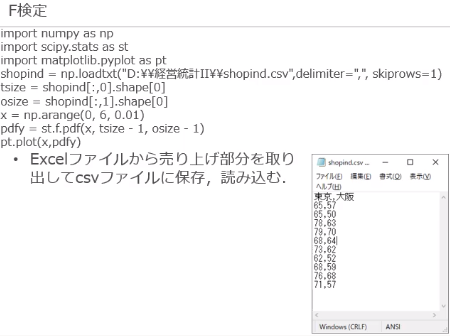 F検定
import numpy as np
import scipy.stats as st
import matplotlib.pyplot as pt
shopind = np.loadtxt("D:¥¥経営統計II¥¥shopind.csv",delimiter=",", skiprows=1)
tsize = shopind[:,0].shape[0]
osize = shopind[:,1].shape[0]
x = np.arange(0, 6, 0.01)
pdfy = st.f.pdf(x, tsize - 1, osize - 1)
pt.plot(x,pdfy)
• Excelファイルから売り上げ部分を取り
出してcsvファイルに保存，読み込む．
shopind.csv ...
ファイル(F) 編集(E) 書式(O) 表示(V)
ヘルプ(H)
東京,大阪
65,57
65,50
78,63
79,70
68,64
73,62
62,52
68,59
76,68
71,57
Windows (CRLF) ANSI